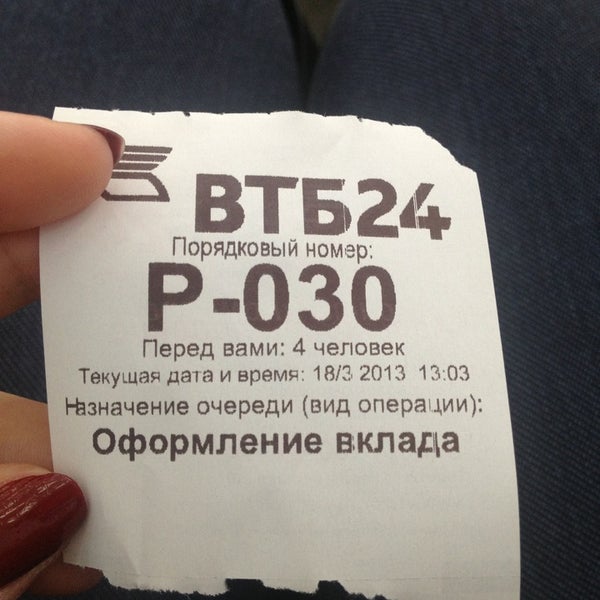 ВТБ24
Порядковый номер:
Р-030
Перед вами: 4 человек
Текущая дата и время: 18/3 2013 13:03
Назначение очереди (вид операции):
Оформление вклада